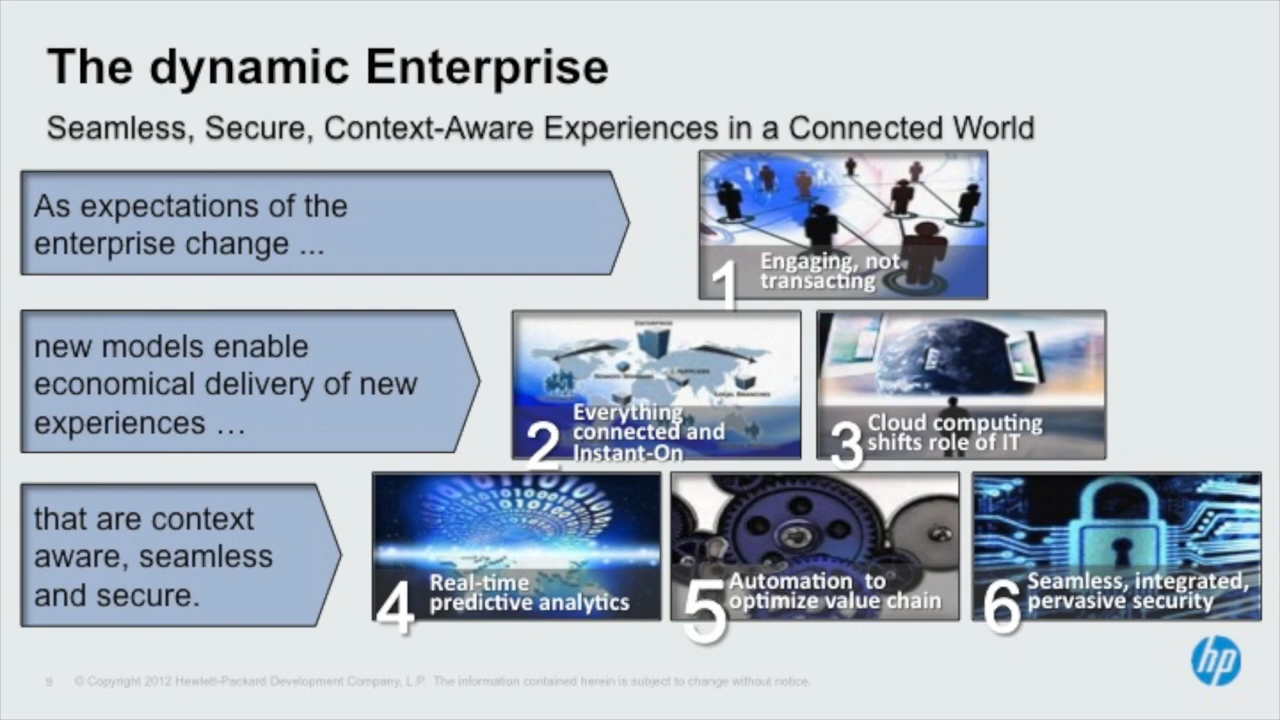 The dynamic Enterprise
Seamless, Secure, Context-Aware Experiences in a Connected World
As expectations of the
enterprise change ...
1
Engaging, not
transacting
new models enable
economical delivery of new
experiences …
ENTERPRISE
SUPPLIERS
LOCAL BRANCHES
2
Everything
connected and
Instant-On
3
Cloud computing
shifts role of IT
that are context
aware, seamless
and secure.
4
Real-time
predictive analytics
5
Automation to
optimize value chain
6
Seamless, integrated,
pervasive security
hp
9 © Copyright 2012 Hewlett-Packard Development Company, L.P. The information contained herein is subject to change without notice.